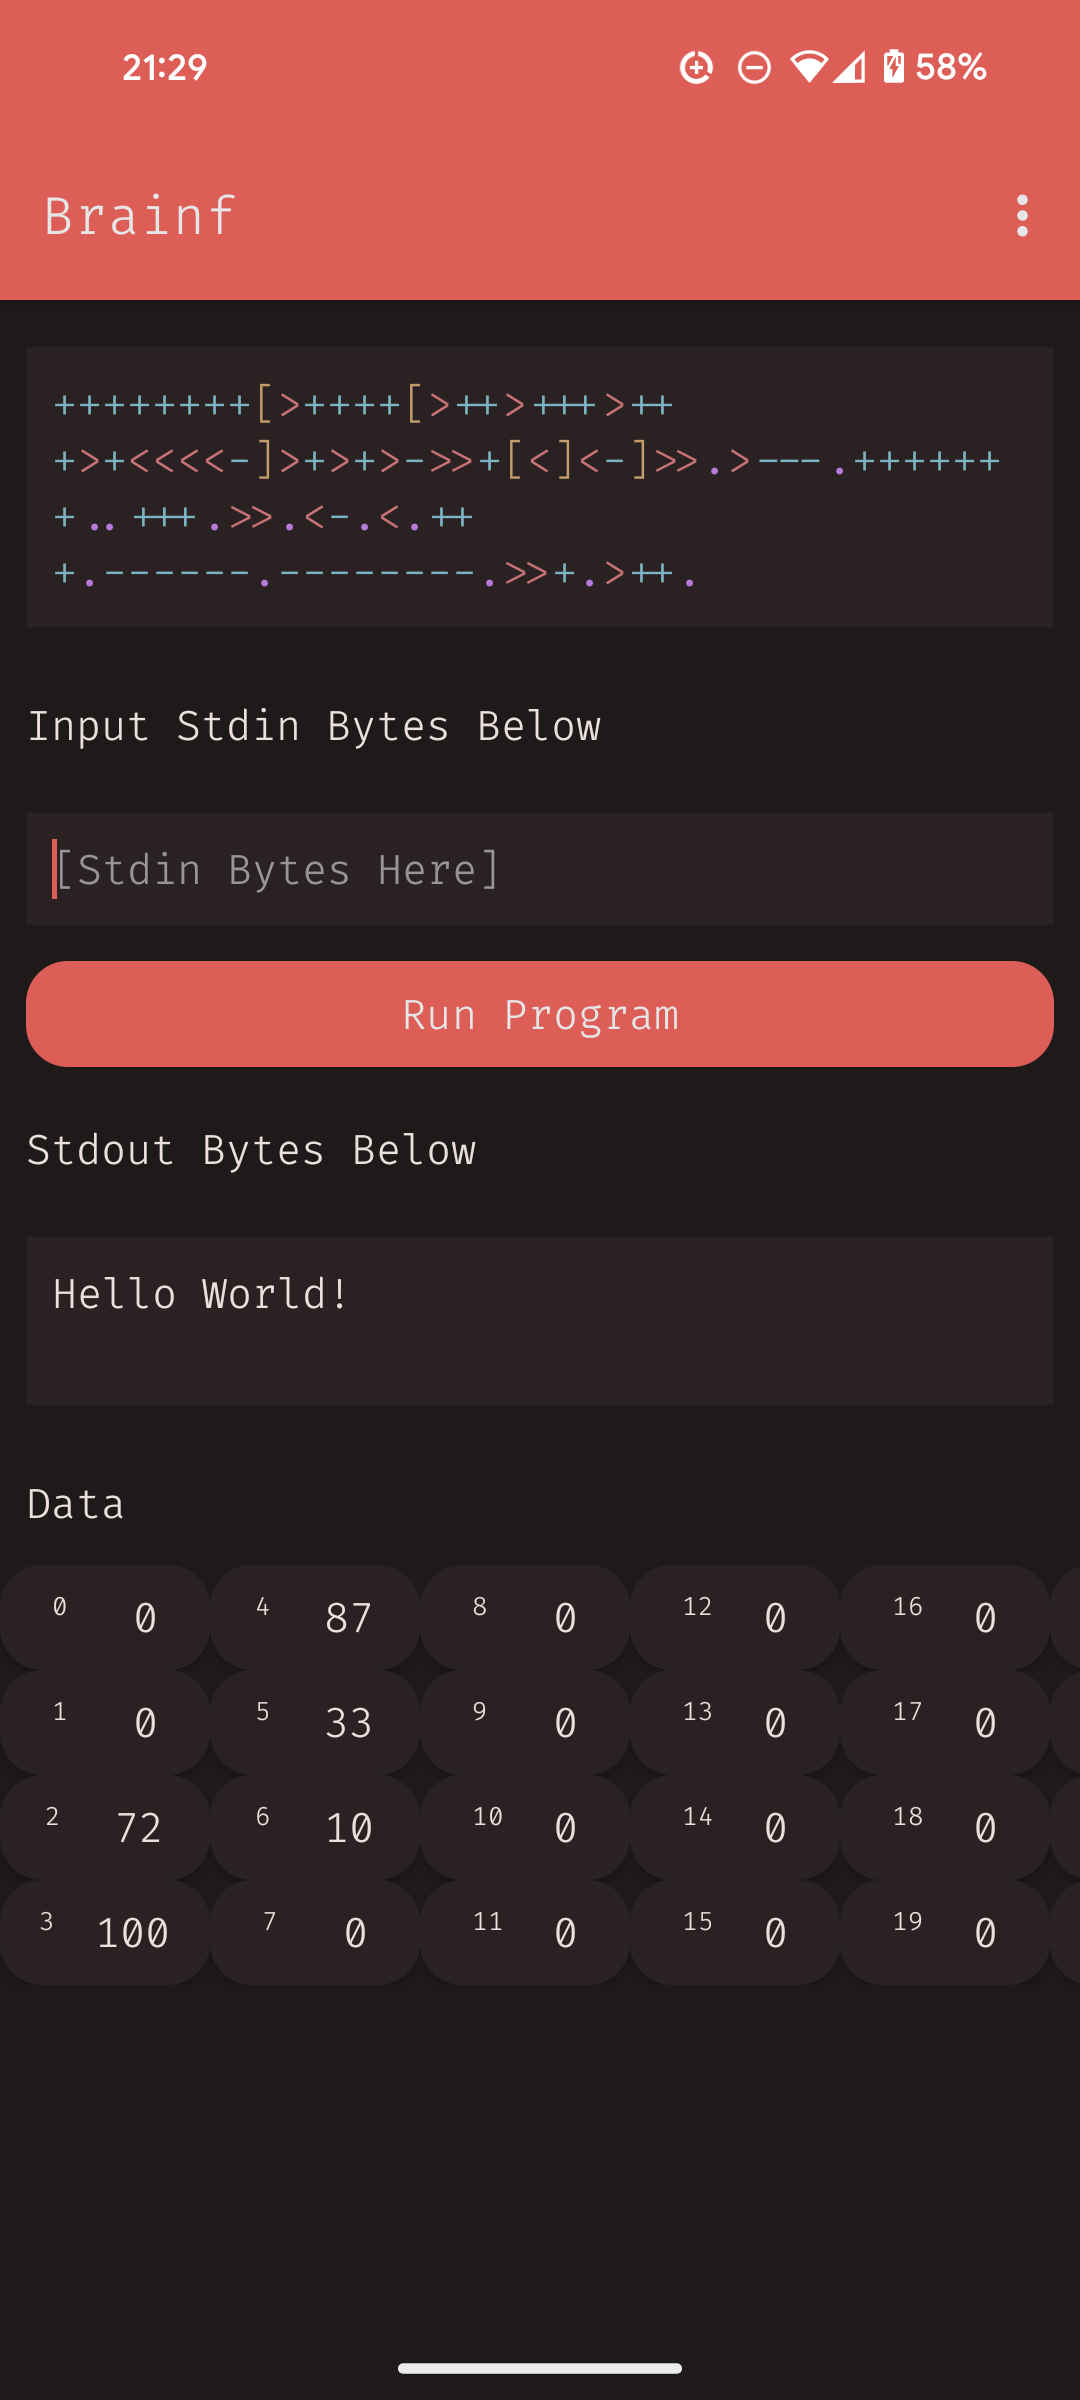 21:29 58%
Brainf
++++++++[>++++[>++>+++>++
+>+<<<<-]>+>+>->>+[<]<-]>>.>---.++++++
+..+++.>>.<-.<.++
+.------.--------.>>+.>++.
Input Stdin Bytes Below
[Stdin Bytes Here]
Run Program
Stdout Bytes Below
Hello World!
Data
0 0 4 87 8 0 12 0 16 0
1 0 5 33 9 0 13 0 17 0
2 72 6 10 10 0 14 0 18 0
3 100 7 0 11 0 15 0 19 0